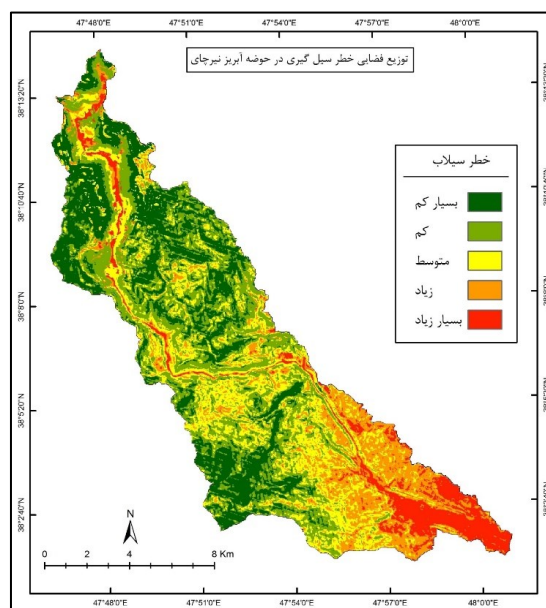 47°48'0"E 47°51'0"E 47°54'0"E 47°57'0"E 48°0'0"E
توزیع فضایی خطر سیل گیری در حوضه آبریز نیرچای
38°13'20"N
38°10'40"N
38°8'0"N
38°5'20"N
38°2'40"N
خطر سیلاب
بسیار کم
کم
متوسط
زیاد
بسیار زیاد
N
0 2 4 8 Km
47°48'0"E 47°51'0"E 47°54'0"E 47°57'0"E 48°0'0"E